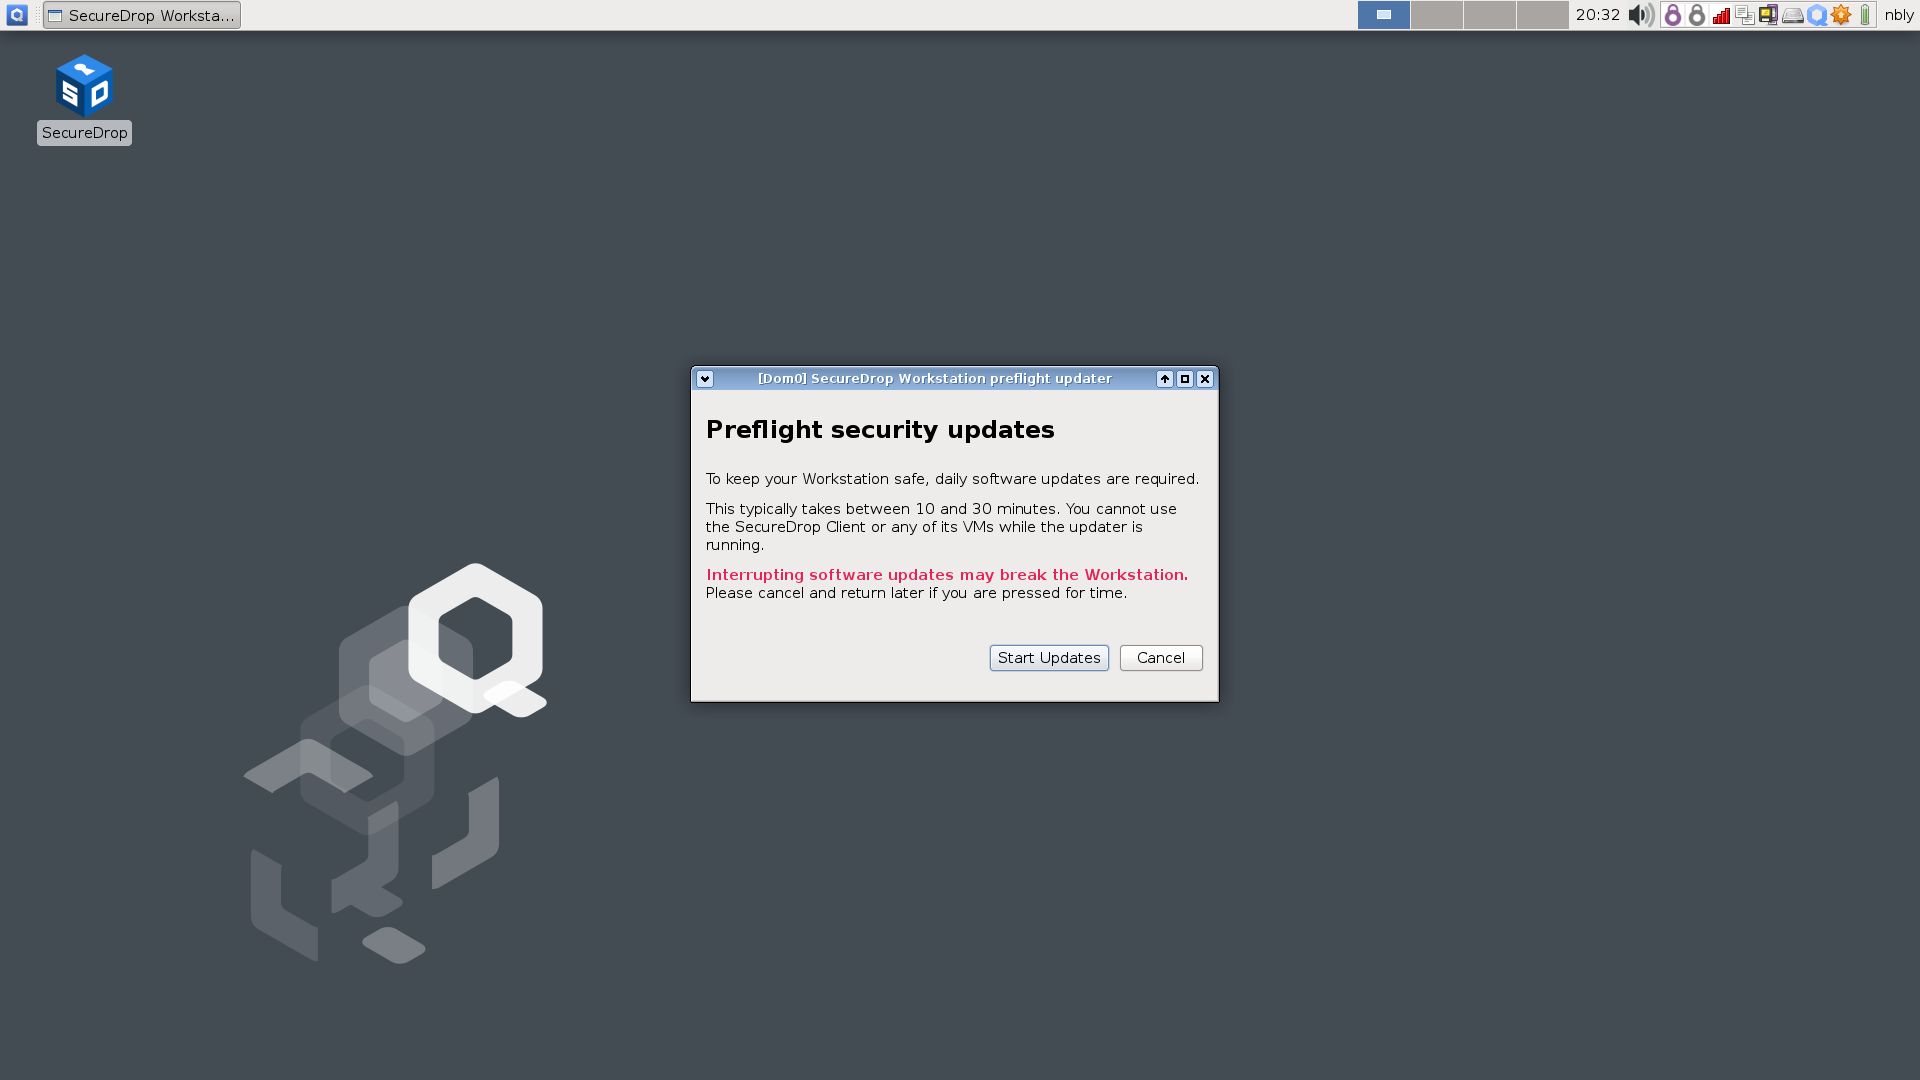 SecureDrop Worksta...
20:32
nbly
SD
SecureDrop
[Dom0] SecureDrop Workstation preflight updater
Preflight security updates
To keep your Workstation safe, daily software updates are required.
This typically takes between 10 and 30 minutes. You cannot use
the SecureDrop Client or any of its VMs while the updater is
running.
Interrupting software updates may break the Workstation.
Please cancel and return later if you are pressed for time.
Start Updates
Cancel